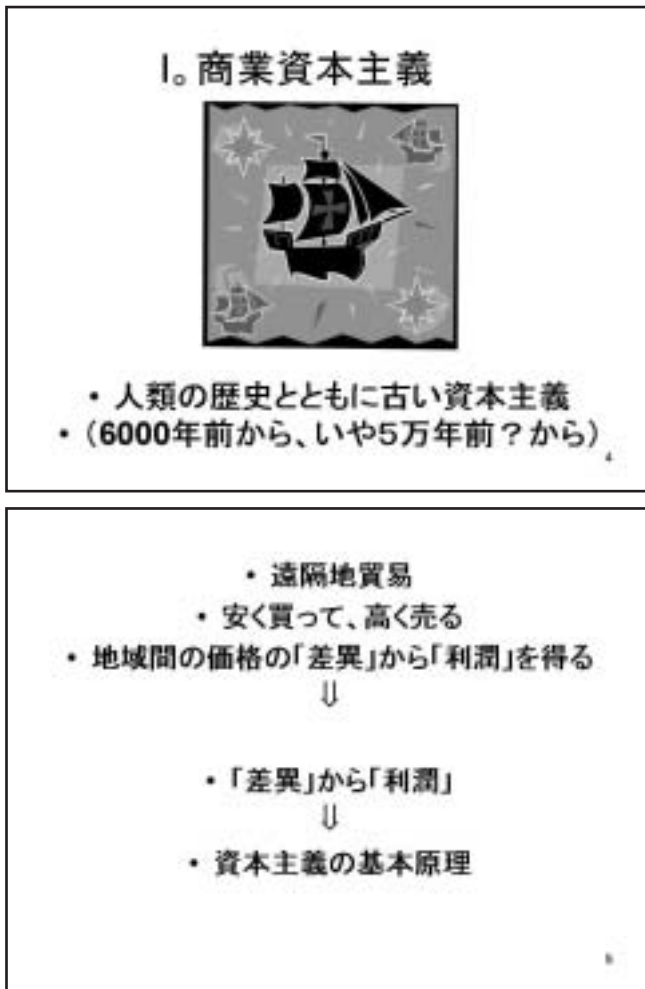 I。商業資本主義
• 人類の歴史とともに古い資本主義
• (6000年前から、いや5万年前?から)
4
• 遠隔地貿易
• 安く買って、高く売る
• 地域間の価格の「差異」から「利潤」を得る
⇓
• 「差異」から「利潤」
⇓
• 資本主義の基本原理